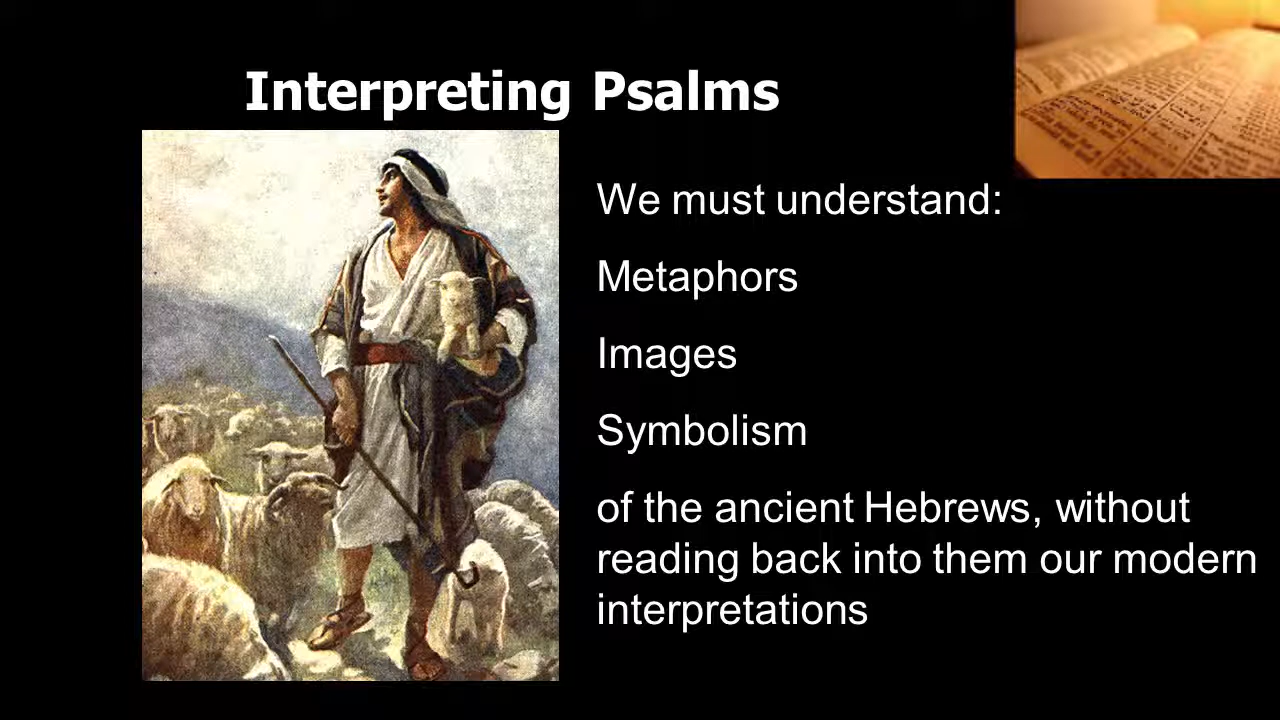 Interpreting Psalms
We must understand:
Metaphors
Images
Symbolism
of the ancient Hebrews, without
reading back into them our modern
interpretations